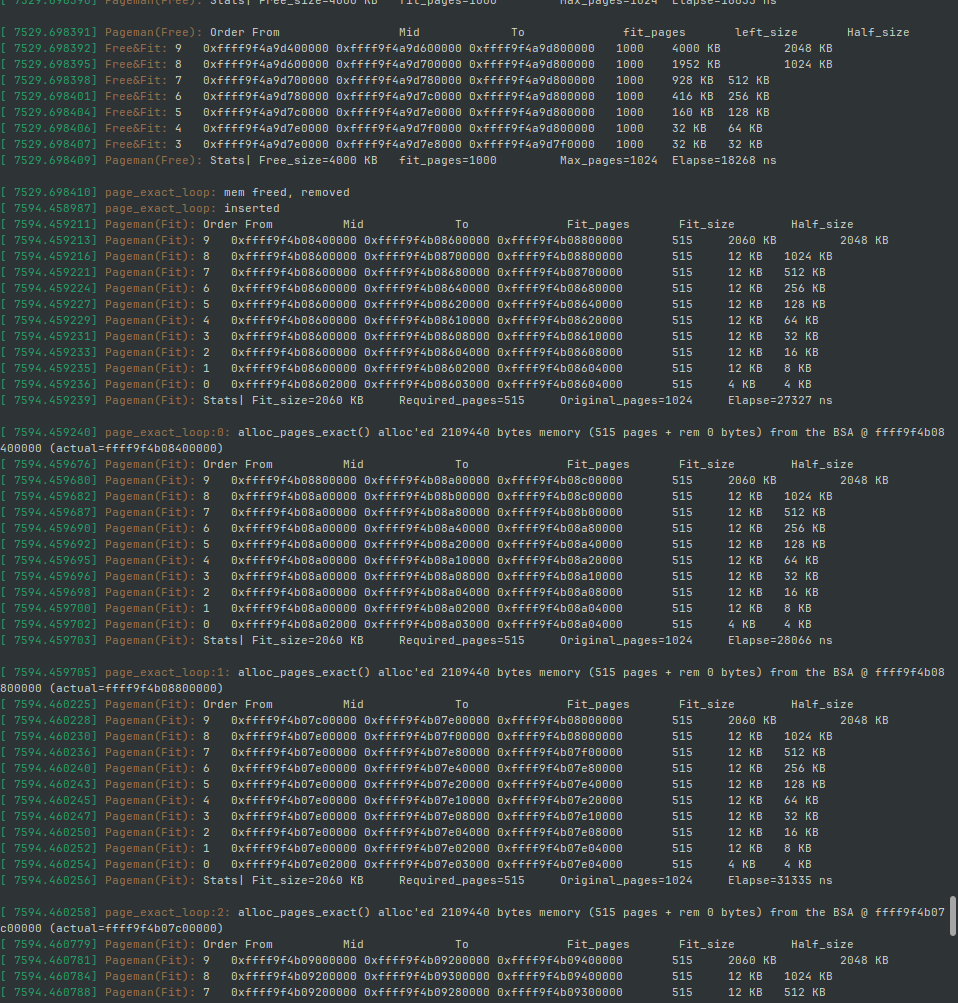 [ 7529.698390] Pageman(Free): Stats| Free_size=4000 KB fit_pages=1000 Max_pages=1024 Elapse=18053 ns
[ 7529.698391] Pageman(Free): Order From Mid To fit_pages left_size Half_size
[ 7529.698392] Free&Fit: 9 0xffff9f4a9d400000 0xffff9f4a9d600000 0xffff9f4a9d800000 1000 4000 KB 2048 KB
[ 7529.698395] Free&Fit: 8 0xffff9f4a9d600000 0xffff9f4a9d700000 0xffff9f4a9d800000 1000 1952 KB 1024 KB
[ 7529.698398] Free&Fit: 7 0xffff9f4a9d700000 0xffff9f4a9d780000 0xffff9f4a9d800000 1000 928 KB 512 KB
[ 7529.698401] Free&Fit: 6 0xffff9f4a9d780000 0xffff9f4a9d7c0000 0xffff9f4a9d800000 1000 416 KB 256 KB
[ 7529.698404] Free&Fit: 5 0xffff9f4a9d7c0000 0xffff9f4a9d7e0000 0xffff9f4a9d800000 1000 160 KB 128 KB
[ 7529.698406] Free&Fit: 4 0xffff9f4a9d7e0000 0xffff9f4a9d7f0000 0xffff9f4a9d800000 1000 32 KB 64 KB
[ 7529.698407] Free&Fit: 3 0xffff9f4a9d7e0000 0xffff9f4a9d7e8000 0xffff9f4a9d7f0000 1000 32 KB 32 KB
[ 7529.698409] Pageman(Free): Stats| Free_size=4000 KB fit_pages=1000 Max_pages=1024 Elapse=18268 ns
[ 7529.698410] page_exact_loop: mem freed, removed
[ 7594.458987] page_exact_loop: inserted
[ 7594.459211] Pageman(Fit): Order From Mid To Fit_pages Fit_size Half_size
[ 7594.459213] Pageman(Fit): 9 0xffff9f4b08400000 0xffff9f4b08600000 0xffff9f4b08800000 515 2060 KB 2048 KB
[ 7594.459216] Pageman(Fit): 8 0xffff9f4b08600000 0xffff9f4b08700000 0xffff9f4b08800000 515 12 KB 1024 KB
[ 7594.459221] Pageman(Fit): 7 0xffff9f4b08600000 0xffff9f4b08680000 0xffff9f4b08700000 515 12 KB 512 KB
[ 7594.459224] Pageman(Fit): 6 0xffff9f4b08600000 0xffff9f4b08640000 0xffff9f4b08680000 515 12 KB 256 KB
[ 7594.459227] Pageman(Fit): 5 0xffff9f4b08600000 0xffff9f4b08620000 0xffff9f4b08640000 515 12 KB 128 KB
[ 7594.459229] Pageman(Fit): 4 0xffff9f4b08600000 0xffff9f4b08610000 0xffff9f4b08620000 515 12 KB 64 KB
[ 7594.459231] Pageman(Fit): 3 0xffff9f4b08600000 0xffff9f4b08608000 0xffff9f4b08610000 515 12 KB 32 KB
[ 7594.459233] Pageman(Fit): 2 0xffff9f4b08600000 0xffff9f4b08604000 0xffff9f4b08608000 515 12 KB 16 KB
[ 7594.459235] Pageman(Fit): 1 0xffff9f4b08600000 0xffff9f4b08602000 0xffff9f4b08604000 515 12 KB 8 KB
[ 7594.459236] Pageman(Fit): 0 0xffff9f4b08602000 0xffff9f4b08603000 0xffff9f4b08604000 515 4 KB 4 KB
[ 7594.459239] Pageman(Fit): Stats| Fit_size=2060 KB Required_pages=515 Original_pages=1024 Elapse=27327 ns
[ 7594.459240] page_exact_loop:0: alloc_pages_exact() alloc'ed 2109440 bytes memory (515 pages + rem 0 bytes) from the BSA @ ffff9f4b08
400000 (actual=ffff9f4b08400000)
[ 7594.459676] Pageman(Fit): Order From Mid To Fit_pages Fit_size Half_size
[ 7594.459680] Pageman(Fit): 9 0xffff9f4b08800000 0xffff9f4b08a00000 0xffff9f4b08c00000 515 2060 KB 2048 KB
[ 7594.459682] Pageman(Fit): 8 0xffff9f4b08a00000 0xffff9f4b08b00000 0xffff9f4b08c00000 515 12 KB 1024 KB
[ 7594.459687] Pageman(Fit): 7 0xffff9f4b08a00000 0xffff9f4b08a80000 0xffff9f4b08b00000 515 12 KB 512 KB
[ 7594.459690] Pageman(Fit): 6 0xffff9f4b08a00000 0xffff9f4b08a40000 0xffff9f4b08a80000 515 12 KB 256 KB
[ 7594.459692] Pageman(Fit): 5 0xffff9f4b08a00000 0xffff9f4b08a20000 0xffff9f4b08a40000 515 12 KB 128 KB
[ 7594.459695] Pageman(Fit): 4 0xffff9f4b08a00000 0xffff9f4b08a10000 0xffff9f4b08a20000 515 12 KB 64 KB
[ 7594.459696] Pageman(Fit): 3 0xffff9f4b08a00000 0xffff9f4b08a08000 0xffff9f4b08a10000 515 12 KB 32 KB
[ 7594.459698] Pageman(Fit): 2 0xffff9f4b08a00000 0xffff9f4b08a04000 0xffff9f4b08a08000 515 12 KB 16 KB
[ 7594.459700] Pageman(Fit): 1 0xffff9f4b08a00000 0xffff9f4b08a02000 0xffff9f4b08a04000 515 12 KB 8 KB
[ 7594.459702] Pageman(Fit): 0 0xffff9f4b08a02000 0xffff9f4b08a03000 0xffff9f4b08a04000 515 4 KB 4 KB
[ 7594.459703] Pageman(Fit): Stats| Fit_size=2060 KB Required_pages=515 Original_pages=1024 Elapse=28066 ns
[ 7594.459705] page_exact_loop:1: alloc_pages_exact() alloc'ed 2109440 bytes memory (515 pages + rem 0 bytes) from the BSA @ ffff9f4b08
800000 (actual=ffff9f4b08800000)
[ 7594.460225] Pageman(Fit): Order From Mid To Fit_pages Fit_size Half_size
[ 7594.460228] Pageman(Fit): 9 0xffff9f4b07c00000 0xffff9f4b07e00000 0xffff9f4b08000000 515 2060 KB 2048 KB
[ 7594.460230] Pageman(Fit): 8 0xffff9f4b07e00000 0xffff9f4b07f00000 0xffff9f4b08000000 515 12 KB 1024 KB
[ 7594.460236] Pageman(Fit): 7 0xffff9f4b07e00000 0xffff9f4b07e80000 0xffff9f4b07f00000 515 12 KB 512 KB
[ 7594.460240] Pageman(Fit): 6 0xffff9f4b07e00000 0xffff9f4b07e40000 0xffff9f4b07e80000 515 12 KB 256 KB
[ 7594.460243] Pageman(Fit): 5 0xffff9f4b07e00000 0xffff9f4b07e20000 0xffff9f4b07e40000 515 12 KB 128 KB
[ 7594.460245] Pageman(Fit): 4 0xffff9f4b07e00000 0xffff9f4b07e10000 0xffff9f4b07e20000 515 12 KB 64 KB
[ 7594.460247] Pageman(Fit): 3 0xffff9f4b07e00000 0xffff9f4b07e08000 0xffff9f4b07e10000 515 12 KB 32 KB
[ 7594.460250] Pageman(Fit): 2 0xffff9f4b07e00000 0xffff9f4b07e04000 0xffff9f4b07e08000 515 12 KB 16 KB
[ 7594.460252] Pageman(Fit): 1 0xffff9f4b07e00000 0xffff9f4b07e02000 0xffff9f4b07e04000 515 12 KB 8 KB
[ 7594.460254] Pageman(Fit): 0 0xffff9f4b07e02000 0xffff9f4b07e03000 0xffff9f4b07e04000 515 4 KB 4 KB
[ 7594.460256] Pageman(Fit): Stats| Fit_size=2060 KB Required_pages=515 Original_pages=1024 Elapse=31335 ns
[ 7594.460258] page_exact_loop:2: alloc_pages_exact() alloc'ed 2109440 bytes memory (515 pages + rem 0 bytes) from the BSA @ ffff9f4b07
c00000 (actual=ffff9f4b07c00000)
[ 7594.460779] Pageman(Fit): Order From Mid To Fit_pages Fit_size Half_size
[ 7594.460781] Pageman(Fit): 9 0xffff9f4b09000000 0xffff9f4b09200000 0xffff9f4b09400000 515 2060 KB 2048 KB
[ 7594.460784] Pageman(Fit): 8 0xffff9f4b09200000 0xffff9f4b09300000 0xffff9f4b09400000 515 12 KB 1024 KB
[ 7594.460788] Pageman(Fit): 7 0xffff9f4b09200000 0xffff9f4b09280000 0xffff9f4b09300000 515 12 KB 512 KB